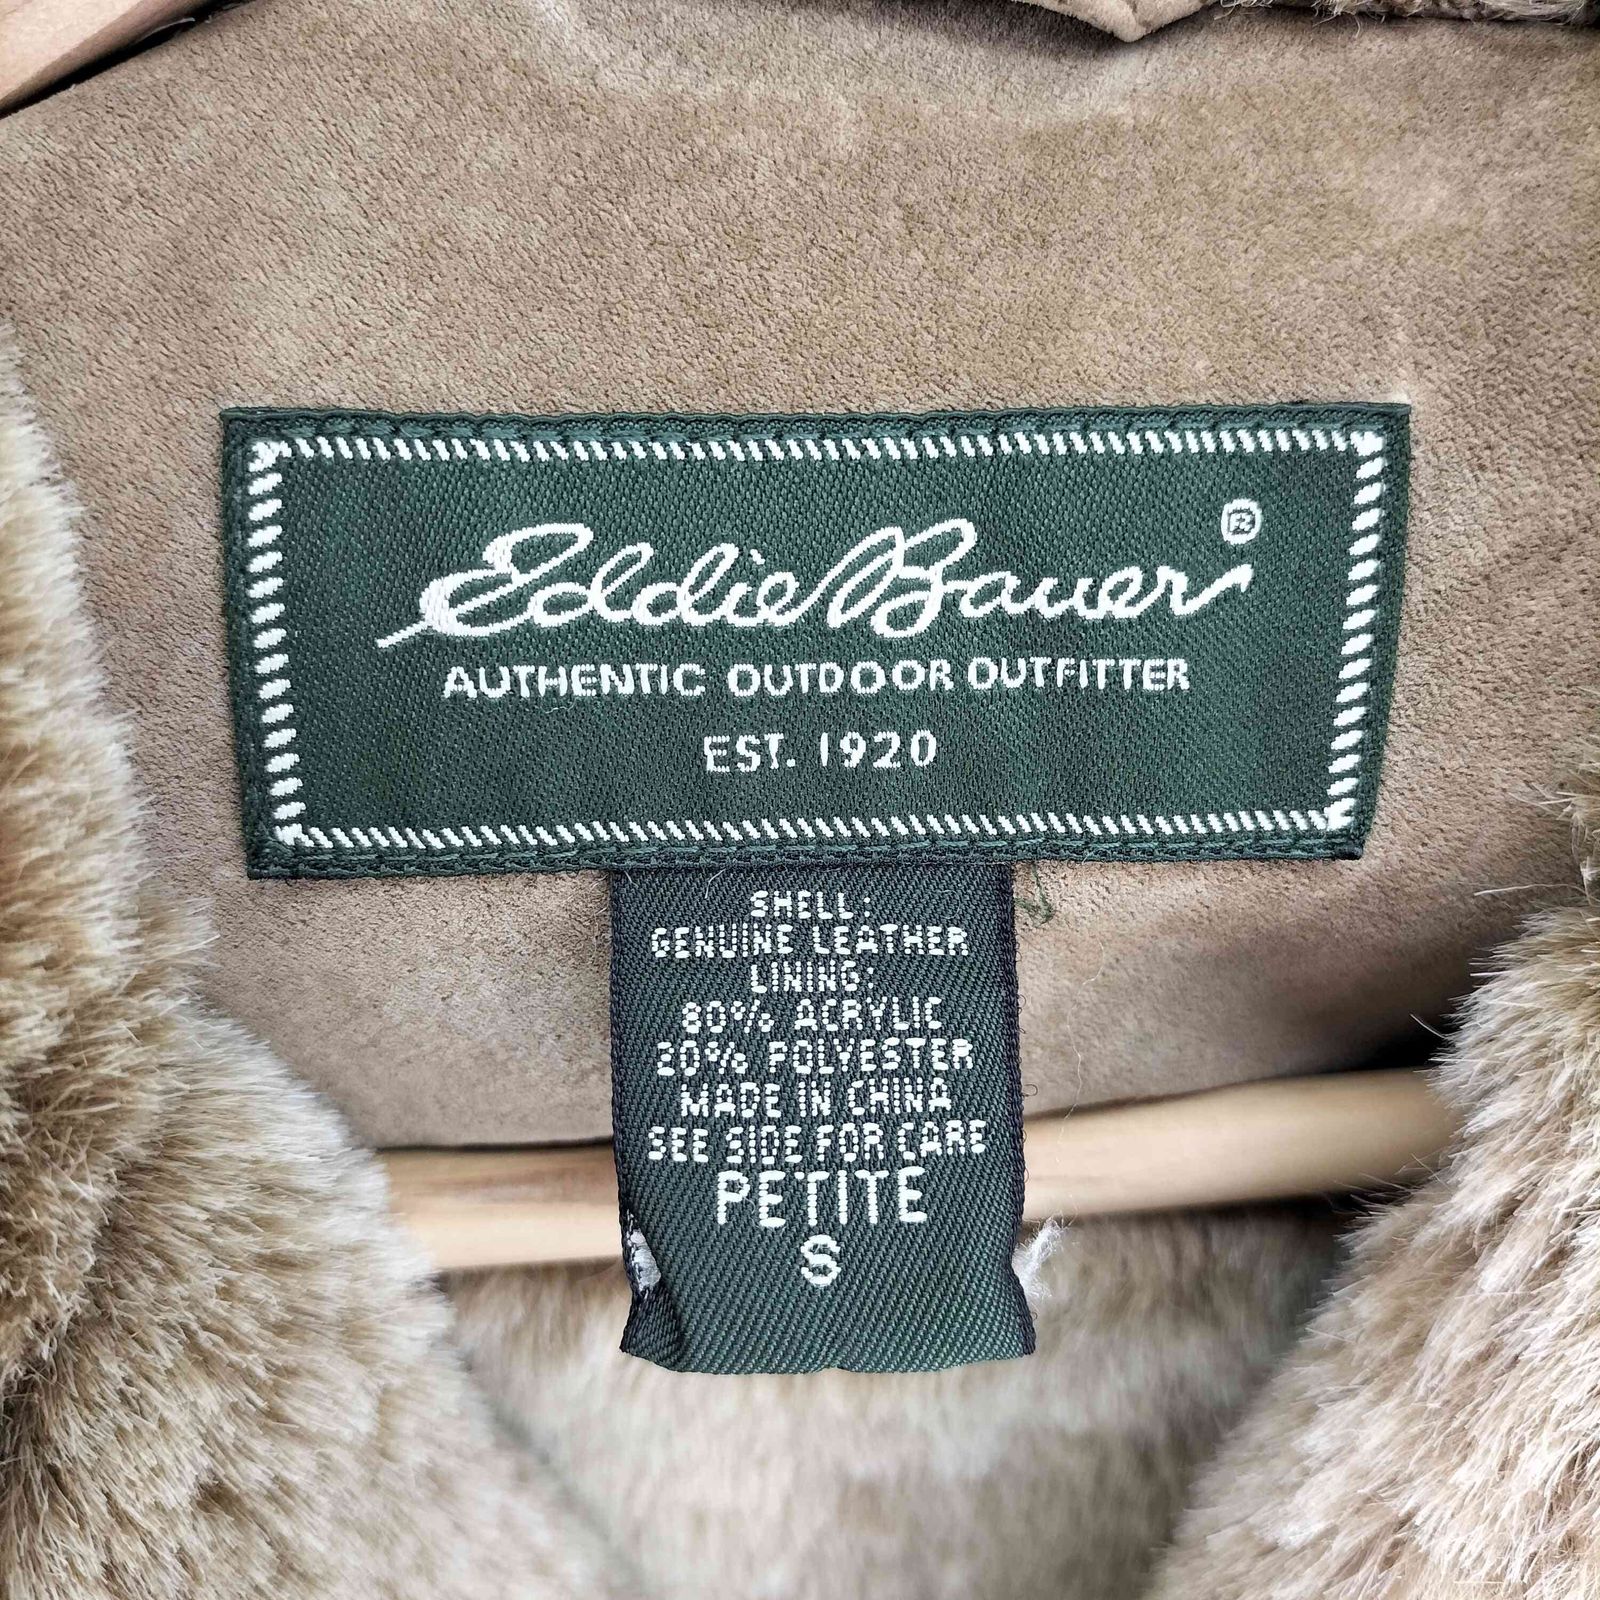 Eddie Bauer®
AUTHENTIC OUTDOOR OUTFITTER
EST. 1920
SHELL:
GENUINE LEATHER
LINING:
80% ACRYLIC
20% POLYESTER
MADE IN CHINA
SEE SIDE FOR CARE
PETITE
S